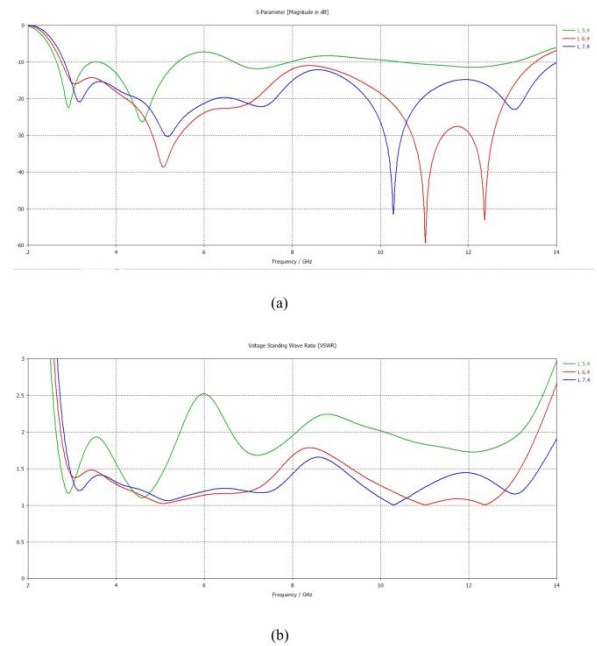 S-Parameter [Magnitude in dB]
0
-10
-20
-30
-40
-50
-60
2 4 6 8 10 12 14
Frequency / GHz
L 5.4
L 6.4
L 7.4
(a)
Voltage Standing Wave Ratio (VSWR)
3
2.5
2
1.5
1
0.5
0
2 4 6 8 10 12 14
Frequency / GHz
L 5.4
L 6.4
L 7.4
(b)